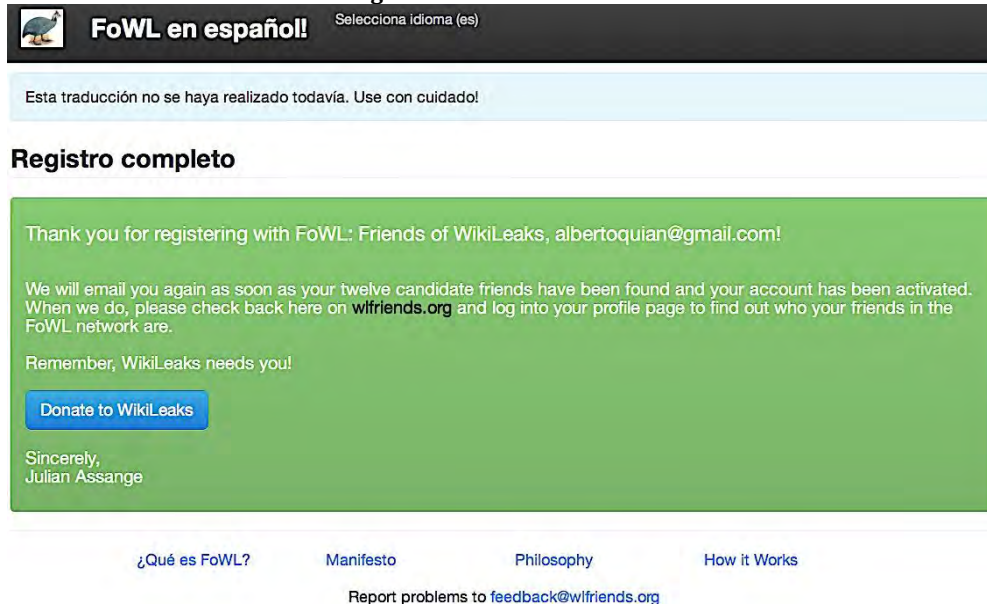 FoWL en español!
Selecciona idioma (es)
Esta traducción no se haya realizado todavía. Use con cuidado!
Registro completo
Thank you for registering with FoWL: Friends of WikiLeaks, albertoquian@gmail.com!
We will email you again as soon as your twelve candidate friends have been found and your account has been activated.
When we do, please check back here on wlfriends.org and log into your profile page to find out who your friends in the
FoWL network are.
Remember, WikiLeaks needs you!
Donate to WikiLeaks
Sincerely,
Julian Assange
¿Qué es FoWL?
Manifesto
Philosophy
How it Works
Report problems to feedback@wlfriends.org